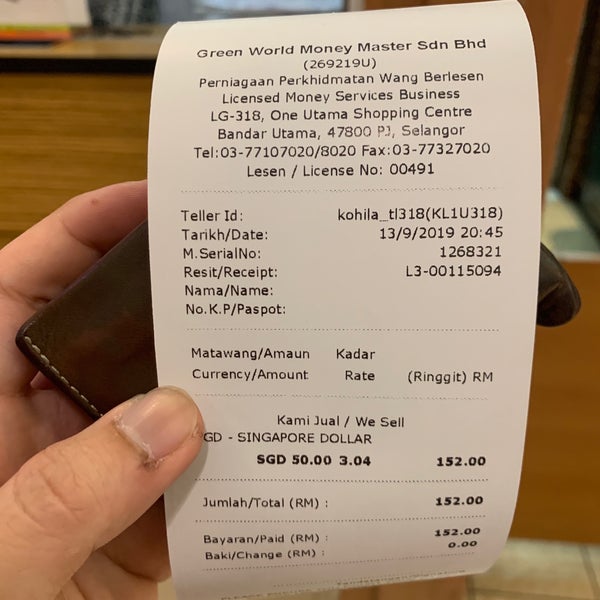 Green World Money Master Sdn Bhd
(269219U)
Perniagaan Perkhidmatan Wang Berlesen
Licensed Money Services Business
LG-318, One Utama Shopping Centre
Bandar Utama, 47800 PJ, Selangor
Tel:03-77107020/8020 Fax:03-77327020
Lesen / License No: 00491
Teller Id: kohila_tl318(KL1U318)
Tarikh/Date: 13/9/2019 20:45
M.SerialNo: 1268321
Resit/Receipt: L3-00115094
Nama/Name:
No.K.P/Paspot:
Matawang/Amaun Kadar
Currency/Amount Rate (Ringgit) RM
Kami Jual / We Sell
GD - SINGAPORE DOLLAR
SGD 50.00 3.04 152.00
Jumlah/Total (RM) : 152.00
Bayaran/Paid (RM) : 152.00
Baki/Change (RM) : 0.00